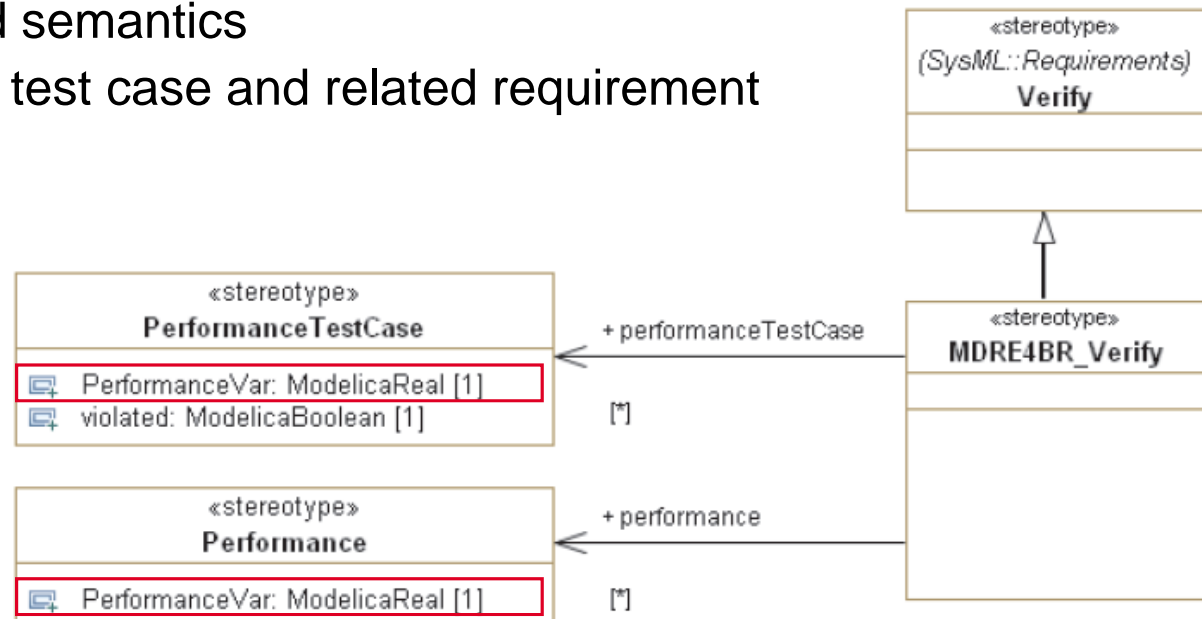 d semantics
test case and related requirement
«stereotype»
(SysML::Requirements)
Verify
«stereotype»
PerformanceTestCase
PerformanceVar: ModelicaReal [1]
violated: ModelicaBoolean [1]
+ performanceTestCase
[*]
«stereotype»
MDRE4BR_Verify
«stereotype»
Performance
PerformanceVar: ModelicaReal [1]
+ performance
[*]